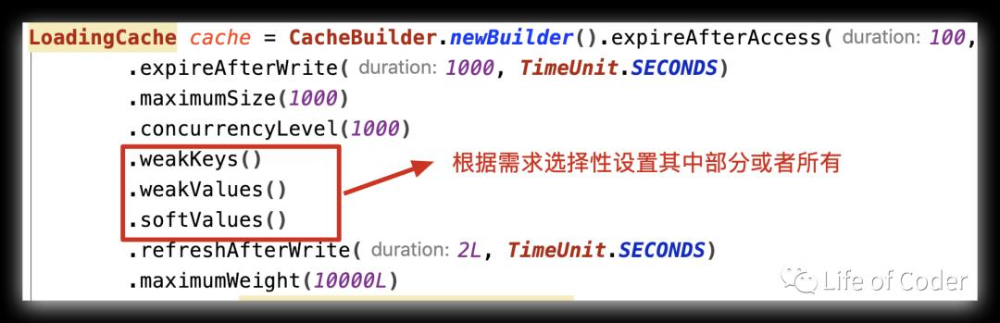 LoadingCache cache = CacheBuilder.newBuilder().expireAfterAccess( duration: 100,
.expireAfterWrite( duration: 1000, TimeUnit.SECONDS)
.maximumSize(1000)
.concurrencyLevel(1000)
.weakKeys()
根据需求选择性设置其中部分或者所有
.weakValues()
.softValues()
.refreshAfterWrite( duration: 2L, TimeUnit.SECONDS)
.maximumWeight(10000L)
Life of Coder